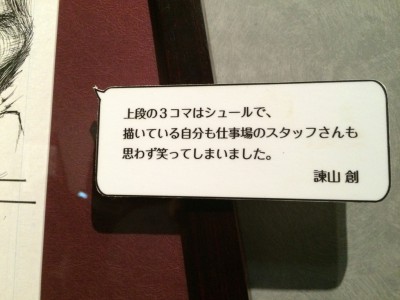 上段の3コマはシュールで、
描いている自分も仕事場のスタッフさんも
思わず笑ってしまいました。
諫山 創